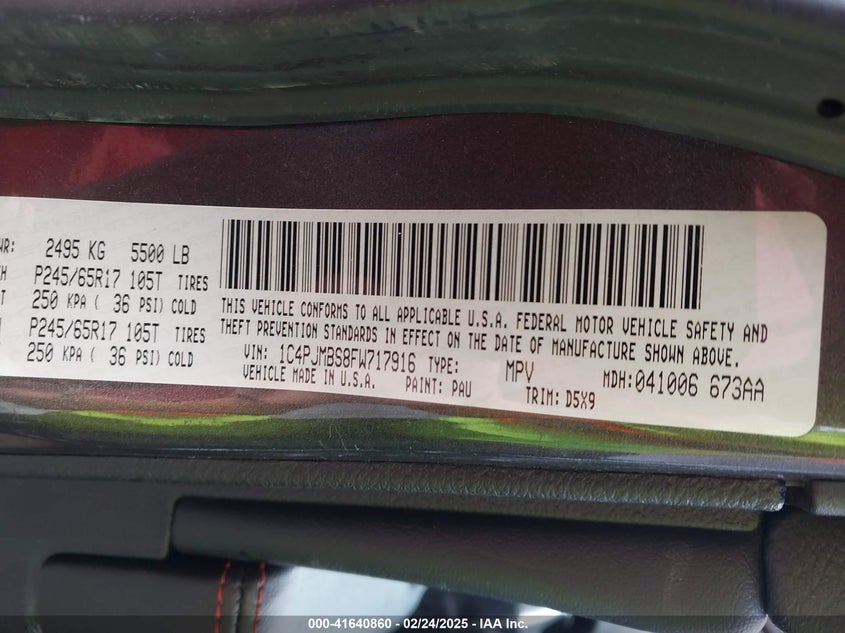 WR: 2495 KG 5500 LB
P245/65R17 105T TIRES
250 KPA ( 36 PSI) COLD
P245/65R17 105T TIRES
250 KPA ( 36 PSI) COLD
THIS VEHICLE CONFORMS TO ALL APPLICABLE U.S.A. FEDERAL MOTOR VEHICLE SAFETY AND
THEFT PREVENTION STANDARDS IN EFFECT ON THE DATE OF MANUFACTURE SHOWN ABOVE.
VIN: 1C4PJMBS8FW717916 TYPE: MPV MDH:041006 673AA
VEHICLE MADE IN U.S.A. PAINT: PAU TRIM: D5X9
000-41640860 - 02/24/2025 - IAA Inc.